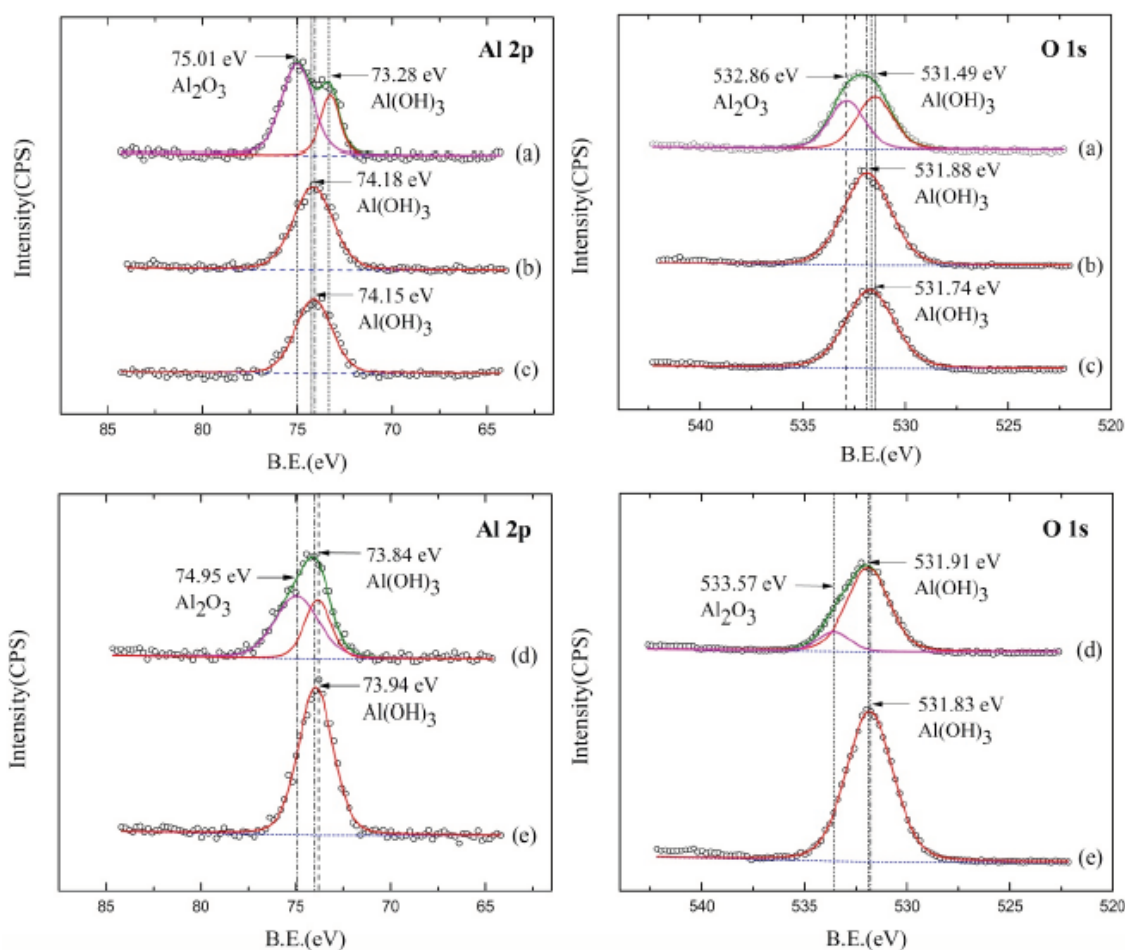 Al 2p
75.01 eV
Al2O3
73.28 eV
Al(OH)3
(a)
74.18 eV
Al(OH)3
(b)
74.15 eV
Al(OH)3
(c)
Intensity(CPS)
85 80 75 70 65
B.E.(eV)
O 1s
532.86 eV
Al2O3
531.49 eV
Al(OH)3
(a)
531.88 eV
Al(OH)3
(b)
531.74 eV
Al(OH)3
(c)
Intensity(CPS)
540 535 530 525 520
B.E.(eV)
Al 2p
74.95 eV
Al2O3
73.84 eV
Al(OH)3
(d)
73.94 eV
Al(OH)3
(e)
Intensity(CPS)
85 80 75 70 65
B.E.(eV)
O 1s
533.57 eV
Al2O3
531.91 eV
Al(OH)3
(d)
531.83 eV
Al(OH)3
(e)
Intensity(CPS)
540 535 530 525 520
B.E.(eV)